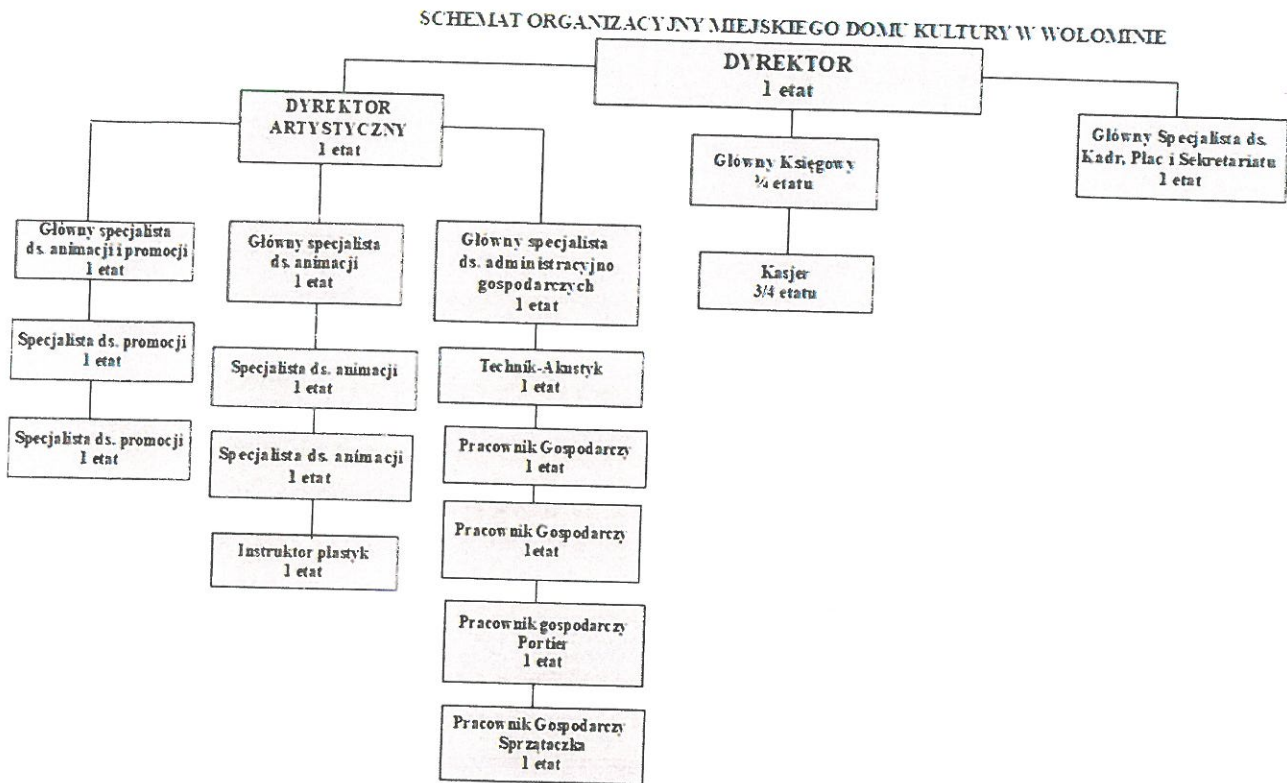 SCHEMAT ORGANIZACYJNY MIEJSKIEGO DOMU KULTURY W WOŁOMINIE
DYREKTOR
1 etat
DYREKTOR
ARTYSTYCZNY
1 etat
Główny Księgowy
¾ etatu
Główny Specjalista ds.
Kadr, Płac i Sekretariatu
1 etat
Główny specjalista
ds. animacji i promocji
1 etat
Główny specjalista
ds. animacji
1 etat
Główny specjalista
ds. administracyjno
gospodarczych
1 etat
Kasjer
3/4 etatu
Specjalista ds. promocji
1 etat
Specjalista ds. animacji
1 etat
Technik-Akustyk
1 etat
Specjalista ds. promocji
1 etat
Specjalista ds. animacji
1 etat
Pracownik Gospodarczy
1 etat
Instruktor plastyk
1 etat
Pracownik Gospodarczy
1etat
Pracownik gospodarczy
Portier
1 etat
Pracownik Gospodarczy
Sprzątaczka
1 etat